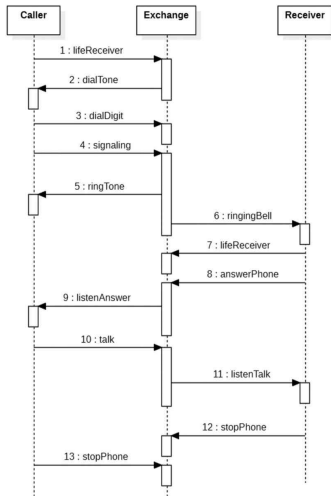 Caller Exchange Receiver
1 : lifeReceiver
2 : dialTone
3 : dialDigit
4 : signaling
5 : ringTone
6 : ringingBell
7 : lifeReceiver
8 : answerPhone
9 : listenAnswer
10 : talk
11 : listenTalk
12 : stopPhone
13 : stopPhone